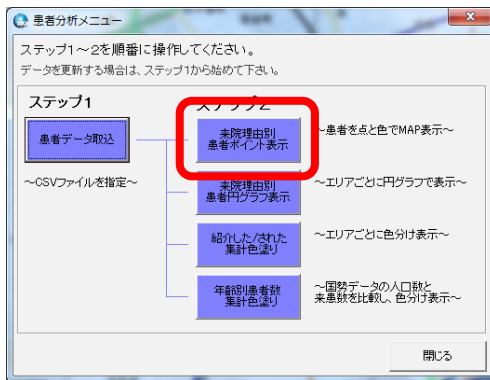 患者分析メニュー
ステップ1～2を順番に操作してください。
データを更新する場合は、ステップ1から始めて下さい。
ステップ1
ステップ2
患者データ取込
～CSVファイルを指定～
来院理由別
患者ポイント表示
～患者を点と色でMAP表示～
来院理由別
患者円グラフ表示
～エリアごとに円グラフで表示～
紹介した/された
集計色塗り
～エリアごとに色分け表示～
年齢別患者数
集計色塗り
～国勢データの人口数と
来患数を比較し、色分け表示～
閉じる